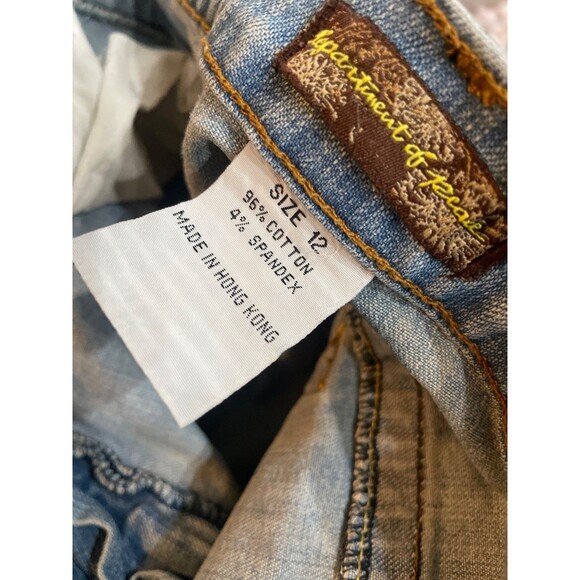 Apartment of Peace
SIZE 12
96% COTTON
4% SPANDEX
MADE IN HONG KONG